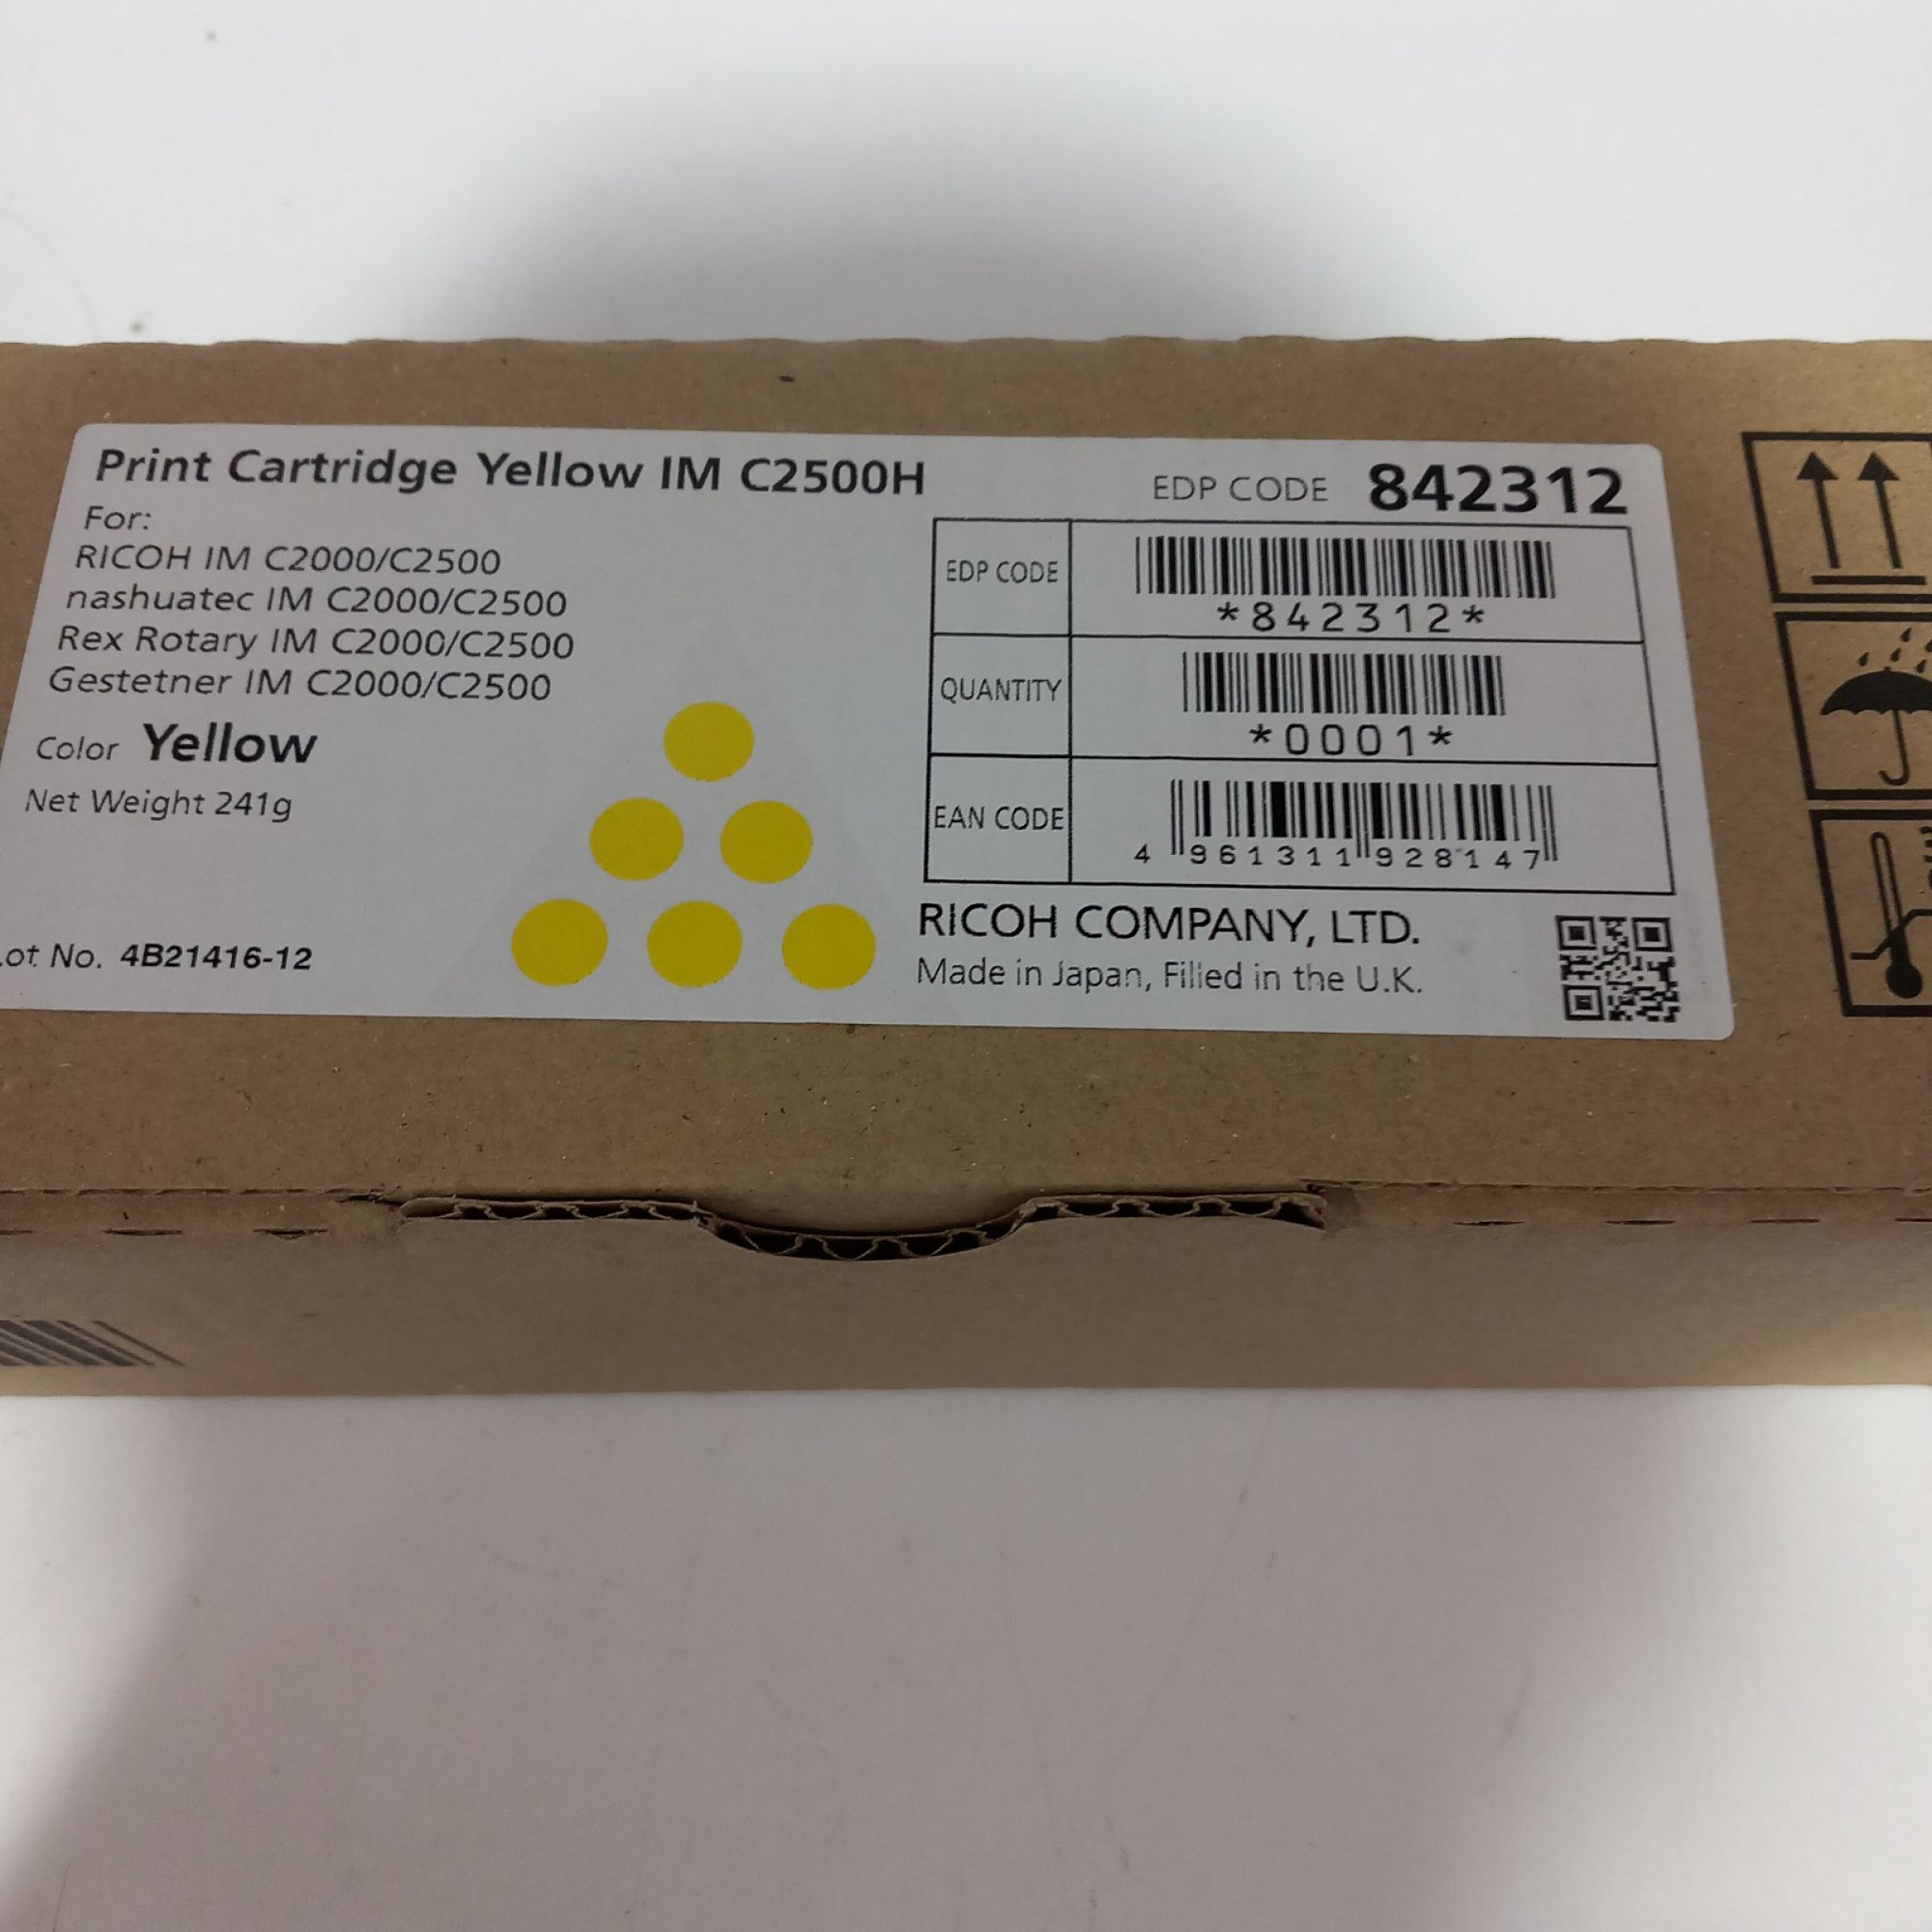 Print Cartridge Yellow IM C2500H
For:
RICOH IM C2000/C2500
nashuatec IM C2000/C2500
Rex Rotary IM C2000/C2500
Gestetner IM C2000/C2500
Color Yellow
Net Weight 241g
Lot No. 4B21416-12
EDP CODE 842312
EDP CODE
*842312*
QUANTITY
*0001*
EAN CODE
4 961311 928147
RICOH COMPANY, LTD.
Made in Japan, Filled in the U.K.